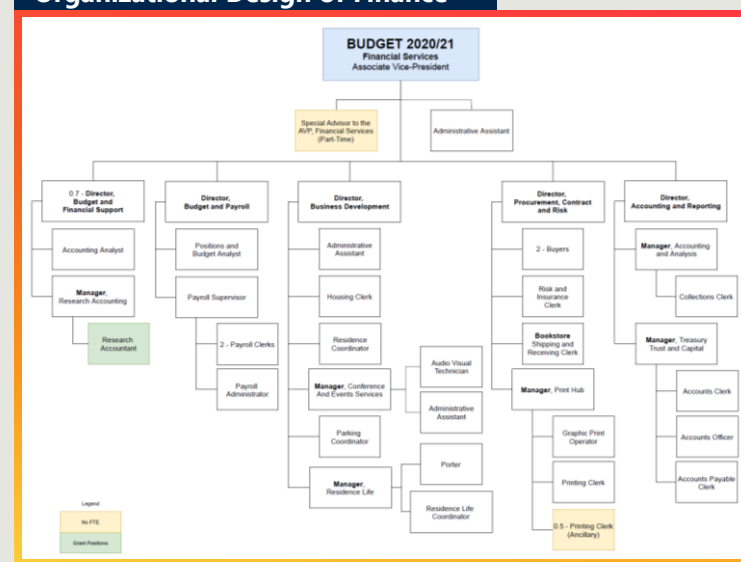 Organizational Design of Finance
BUDGET 2020/21
Financial Services
Associate Vice-President
Special Advisor to the
AVP, Financial Services
(Part-Time)
Administrative Assistant
0.7 - Director,
Budget and
Financial Support
Accounting Analyst
Manager,
Research Accounting
Research
Accountant
Director,
Budget and Payroll
Positions and
Budget Analyst
Payroll Supervisor
2 - Payroll Clerks
Payroll
Administrator
Director,
Business Development
Administrative
Assistant
Housing Clerk
Residence
Coordinator
Manager, Conference
And Events Services
Audio Visual
Technician
Administrative
Assistant
Parking
Coordinator
Manager,
Residence Life
Porter
Residence Life
Coordinator
Director,
Procurement, Contract
and Risk
2 - Buyers
Risk and
Insurance
Clerk
Bookstore
Shipping and
Receiving Clerk
Manager, Print Hub
Graphic Print
Operator
Printing Clerk
0.5 - Printing Clerk
(Ancillary)
Director,
Accounting and Reporting
Manager, Accounting
and Analysis
Collections Clerk
Manager, Treasury
Trust and Capital
Accounts Clerk
Accounts Officer
Accounts Payable
Clerk
Legend
No FTE
Grant Positions